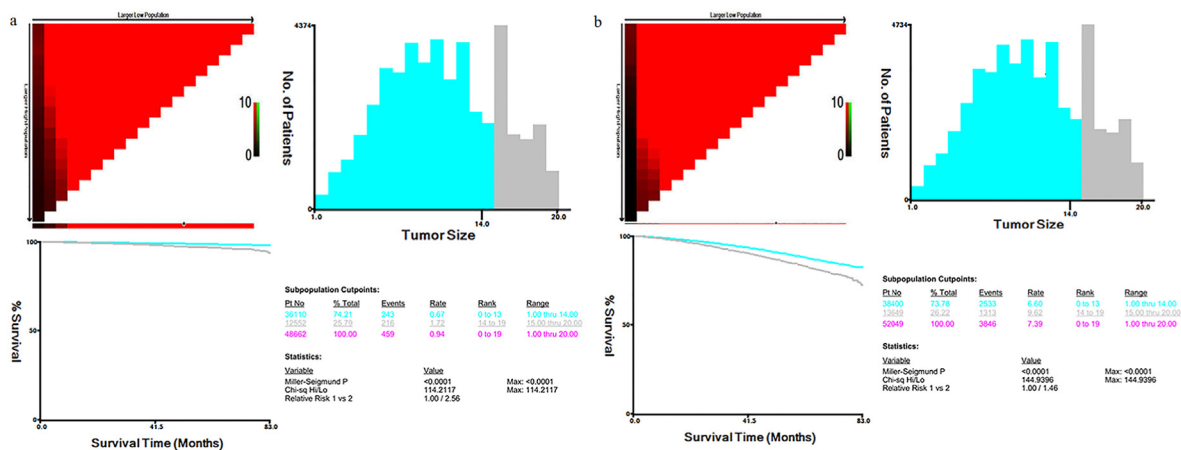 a
Larger Low Population
Larger High Population
10
0
4374
No. of Patients
0
1.0 14.0 20.0
Tumor Size
100
50
% Survival
0
0.0 41.5 83.0
Survival Time (Months)
Subpopulation Cutpoints:
Pt No % Total Events Rate Rank Range
36110 74.21 243 0.67 0 to 13 1.00 thru 14.00
12552 25.79 216 1.72 14 to 19 15.00 thru 20.00
48662 100.00 459 0.94 0 to 19 1.00 thru 20.00
Statistics:
Variable Value
Miller-Seigmund P <0.0001 Max: <0.0001
Chi-sq Hi/Lo 114.2117 Max: 114.2117
Relative Risk 1 vs 2 1.00 / 2.56
b
Larger Low Population
Larger High Population
10
0
4734
No. of Patients
0
1.0 14.0 20.0
Tumor Size
100
50
% Survival
0
0.0 41.5 83.0
Survival Time (Months)
Subpopulation Cutpoints:
Pt No % Total Events Rate Rank Range
38400 73.78 2533 6.60 0 to 13 1.00 thru 14.00
13649 26.22 1313 9.62 14 to 19 15.00 thru 20.00
52049 100.00 3846 7.39 0 to 19 1.00 thru 20.00
Statistics:
Variable Value
Miller-Seigmund P <0.0001 Max: <0.0001
Chi-sq Hi/Lo 144.9396 Max: 144.9396
Relative Risk 1 vs 2 1.00 / 1.46